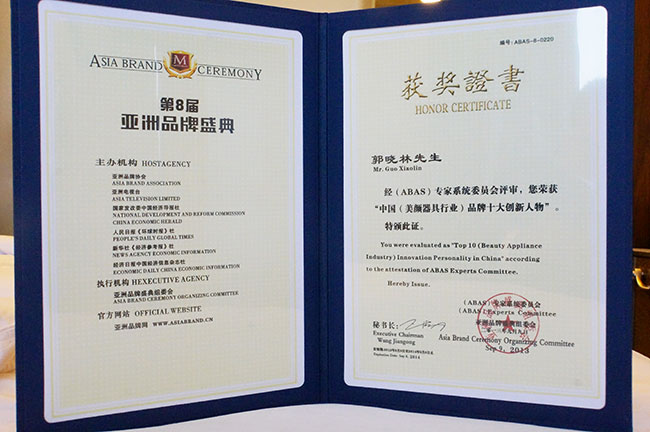 ASIA BRAND M CEREMONY
第8届
亚洲品牌盛典
主办机构 HOSTAGENCY
亚洲品牌协会
ASIA BRAND ASSOCIATION
亚洲电视台
ASIA TELEVISION LIMITED
国家发改委中国经济导报社
NATIONAL DEVELOPMENT AND REFORM COMMISSION
CHINA ECONOMIC HERALD
人民日报《环球时报》社
PEOPLE'S DAILY GLOBAL TIMES
新华社《经济参考报》社
NEWS AGENCY ECONOMIC INFORMATION
经济日报中国经济信息杂志社
ECONOMIC DAILY CHINA ECONOMIC INFORMATION
执行机构 HEXECUTIVE AGENCY
亚洲品牌盛典组委会
ASIA BRAND CEREMONY ORGANIZING COMMITTEE
官方网站 OFFICIAL WEBSITE
亚洲品牌网 WWW.ASIABRAND.CN
编号:ABAS-8-0220
获奖證書
HONOR CERTIFICATE
郭晓林先生
Mr. Guo Xiaolin
经(ABAS)专家系统委员会评审,您荣获
“中国(美颜器具行业)品牌十大创新人物”。
特颁此证。
You were evaluated as "Top 10 (Beauty Appliance
Industry) Innovation Personality in China" according
to the attestation of ABAS Experts Committee.
Hereby Issue.
(ABAS)专家系统委员会
(ABAS) Experts Committee
秘书长:
亚洲品牌盛典组委会
Executive Chairman
Wang Jiangong
Asia Brand Ceremony Organizing Committee
Sep 9, 2013